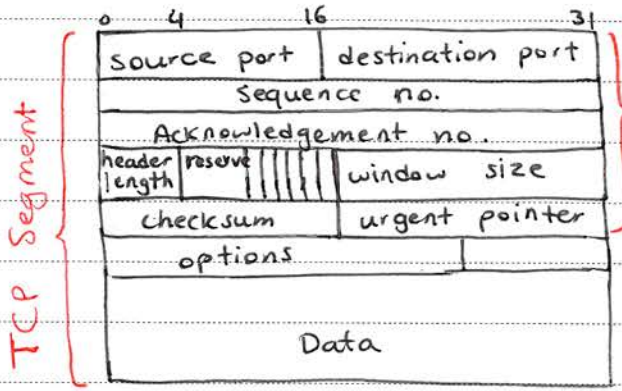 0 4 16 31
source port destination port
Sequence no.
Acknowledgement no.
header length reserve window size
checksum urgent pointer
options
Data
TCP Segment